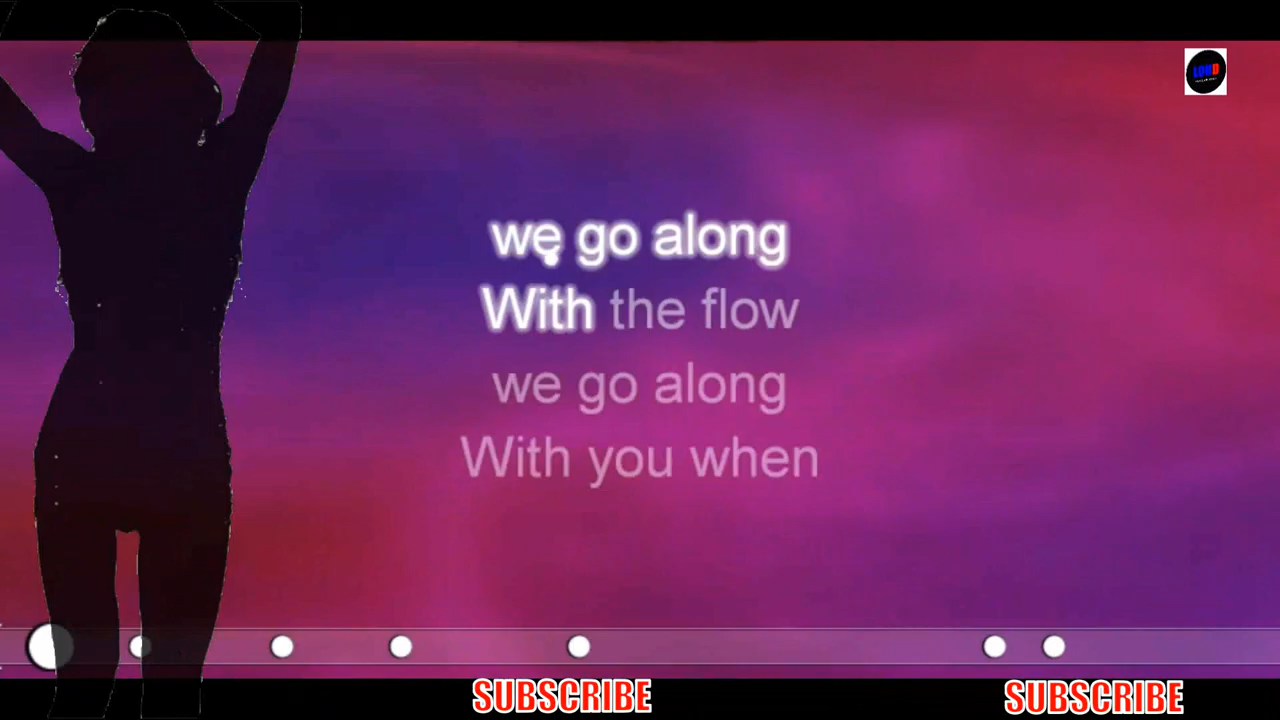 we go along
With the flow
we go along
With you when
SUBSCRIBE SUBSCRIBE